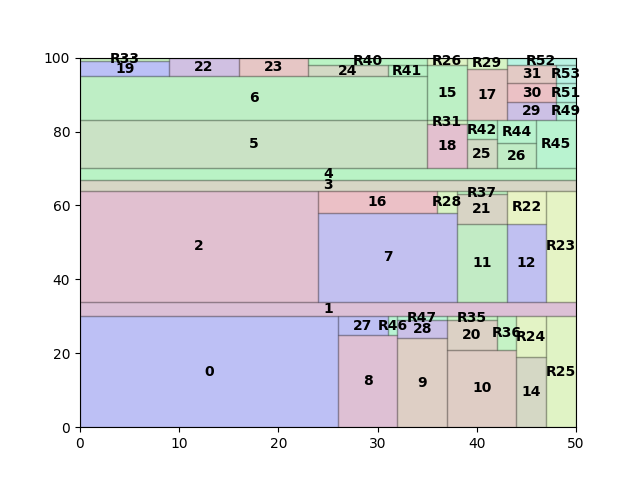 100
R33 R40 R26 R29 R52
19 22 23 24 R41 31 R53
6 15 17 30 R51
29 R49
80
R31 R42 R44
5 18 25 26 R45
4
3
60
R37
16 R28 21 R22
2 7 11 12 R23
40
1
27 R46 R47 R35
28 20 R36 R24
20
0 8 9 10 14 R25
0
0 10 20 30 40 50